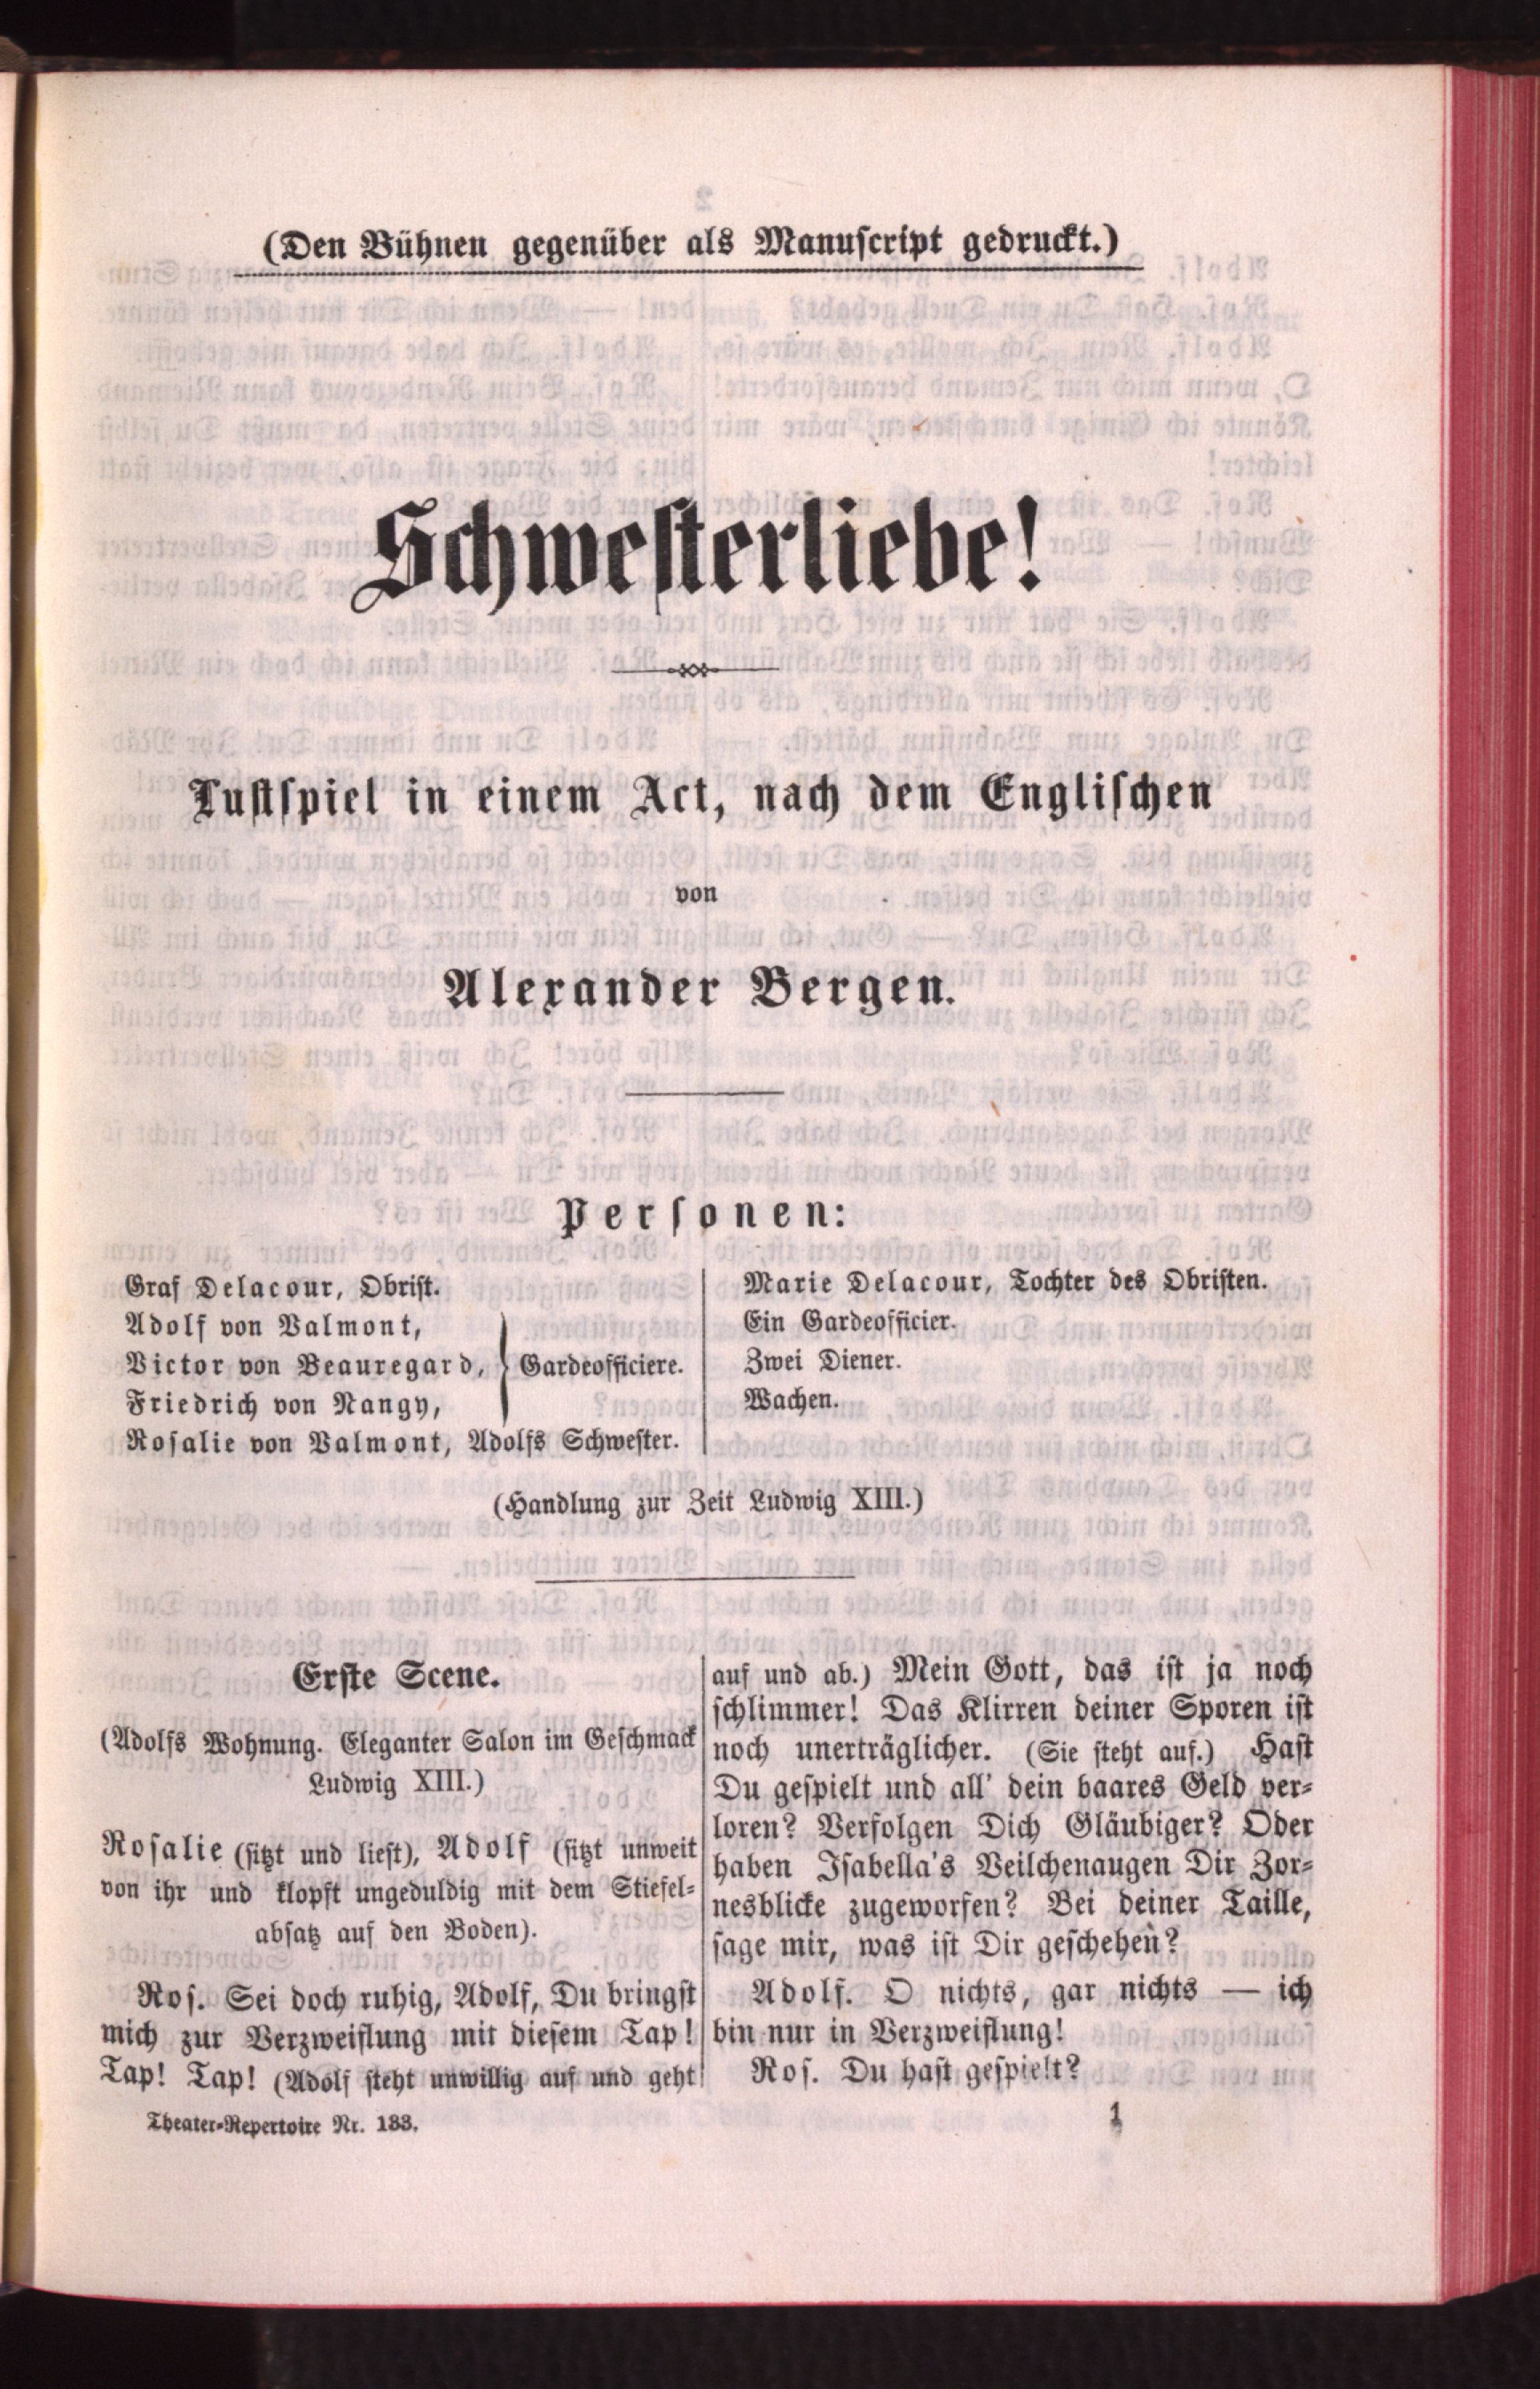 (Den Bühnen gegenüber als Manuscript gedruckt.)
Schwesterliebe!
Lustspiel in einem Act, nach dem Englischen
von
Alexander Bergen.
Personen:
Graf Delacour, Obrist.
Adolf von Valmont,
Victor von Beauregard,
Friedrich von Nangy,
Gardeofficiere.
Rosalie von Valmont, Adolfs Schwester.
Marie Delacour, Tochter des Obristen.
Ein Gardeofficier.
Zwei Diener.
Wachen.
(Handlung zur Zeit Ludwig XIII.)
Erste Scene.
(Adolfs Wohnung. Eleganter Salon im Geschmack
Ludwig XIII.)
Rosalie (sitzt und liest), Adolf (sitzt unweit
von ihr und klopft ungeduldig mit dem Stiefel-
absatz auf den Boden).
Ros. Sei doch ruhig, Adolf, Du bringst
mich zur Verzweiflung mit diesem Tap!
Tap! Tap! (Adolf steht unwillig auf und geht
auf und ab.) Mein Gott, das ist ja noch
schlimmer! Das Klirren deiner Sporen ist
noch unerträglicher. (Sie steht auf.) Hast
Du gespielt und all' dein baares Geld ver-
loren? Verfolgen Dich Gläubiger? Oder
haben Isabella's Veilchenaugen Dir Zor-
nesblicke zugeworfen? Bei deiner Taille,
sage mir, was ist Dir geschehen?
Adolf. O nichts, gar nichts — ich
bin nur in Verzweiflung!
Ros. Du hast gespielt?
Theater-Repertoire Nr. 183.
1